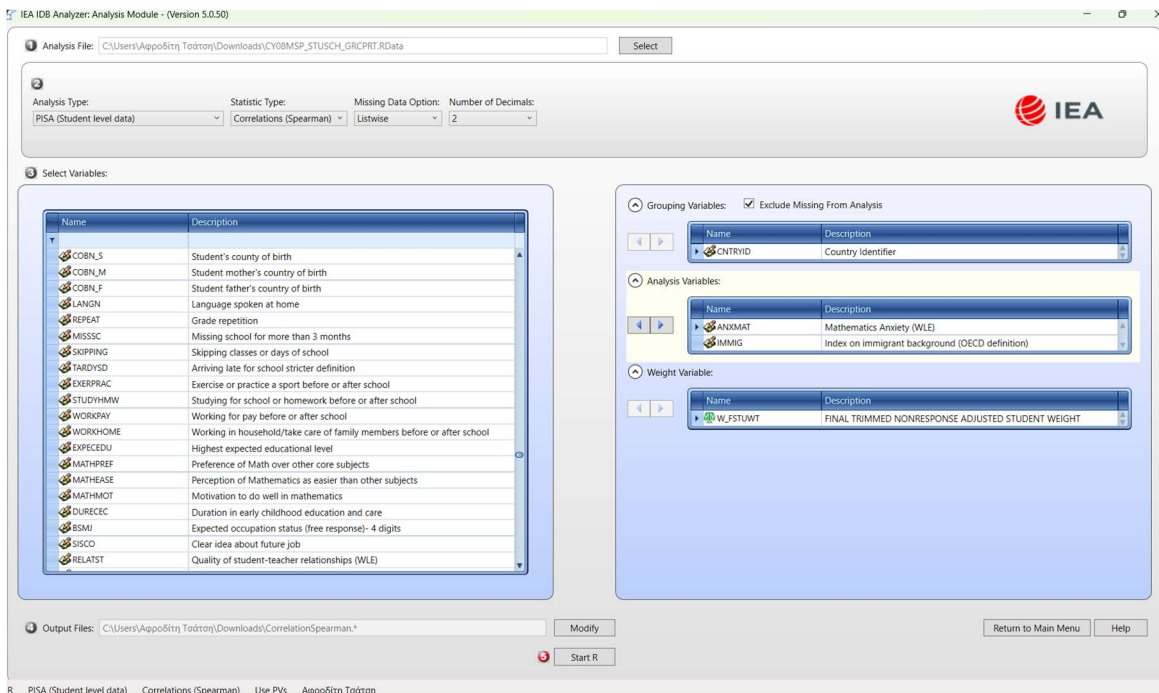 IEA IDB Analyzer: Analysis Module - (Version 5.0.50)
1 Analysis File: C:\Users\Αφροδίτη Τσάτση\Downloads\CY08MSP_STUSCH_GRCPRT.RData Select
2
Analysis Type: Statistic Type: Missing Data Option: Number of Decimals:
PISA (Student level data) Correlations (Spearman) Listwise 2
IEA
3 Select Variables:
Name Description
COBN_S Student's county of birth
COBN_M Student mother's country of birth
COBN_F Student father's country of birth
LANGN Language spoken at home
REPEAT Grade repetition
MISSSC Missing school for more than 3 months
SKIPPING Skipping classes or days of school
TARDYSD Arriving late for school stricter definition
EXERPRAC Exercise or practice a sport before or after school
STUDYHMW Studying for school or homework before or after school
WORKPAY Working for pay before or after school
WORKHOME Working in household/take care of family members before or after school
EXPECEDU Highest expected educational level
MATHPREF Preference of Math over other core subjects
MATHEASE Perception of Mathematics as easier than other subjects
MATHMOT Motivation to do well in mathematics
DURECEC Duration in early childhood education and care
BSMJ Expected occupation status (free response)- 4 digits
SISCO Clear idea about future job
RELATST Quality of student-teacher relationships (WLE)
Grouping Variables: Exclude Missing From Analysis
Name Description
CNTRYID Country Identifier
Analysis Variables:
Name Description
ANXMAT Mathematics Anxiety (WLE)
IMMIG Index on immigrant background (OECD definition)
Weight Variable:
Name Description
W_FSTUWT FINAL TRIMMED NONRESPONSE ADJUSTED STUDENT WEIGHT
4 Output Files: C:\Users\Αφροδίτη Τσάτση\Downloads\CorrelationSpearman.* Modify
Return to Main Menu Help
5 Start R
R PISA (Student level data) Correlations (Spearman) Use PVs Αφροδίτη Τσάτση